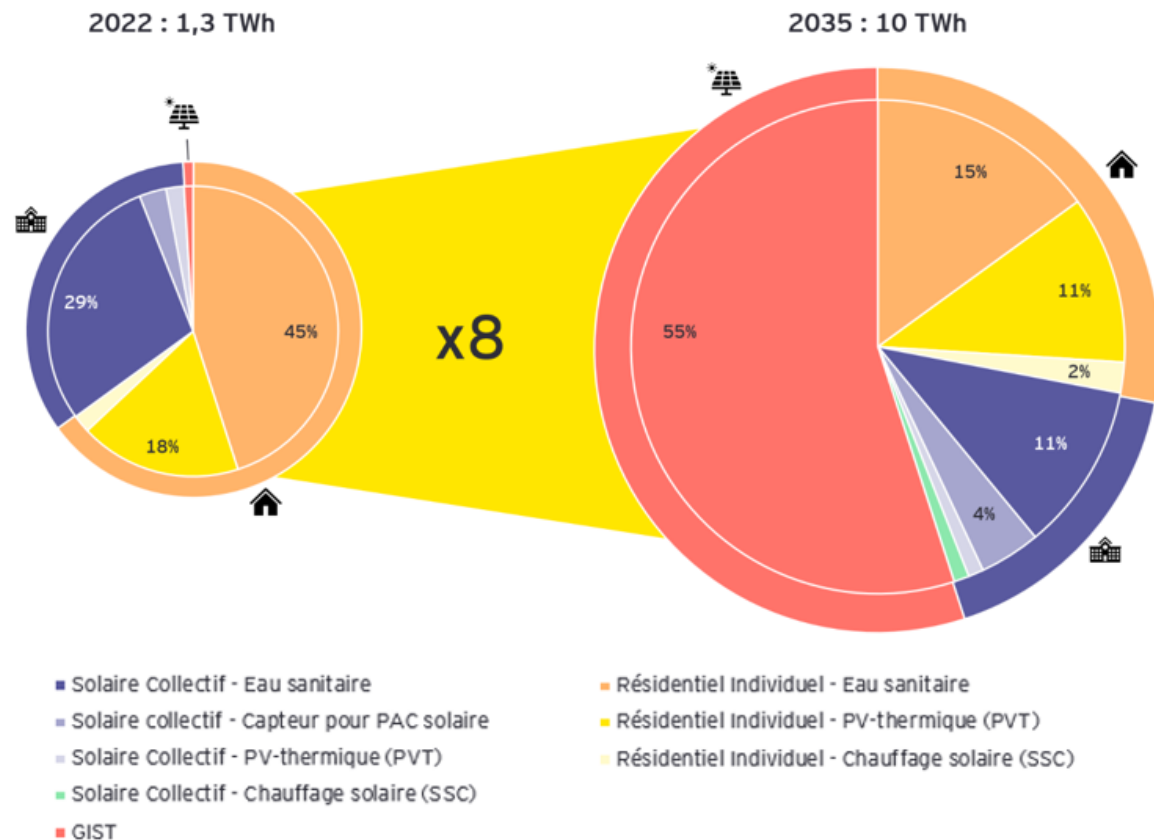 2022 : 1,3 TWh
2035 : 10 TWh
29%
45%
18%
x8
15%
11%
2%
11%
4%
55%
Solaire Collectif - Eau sanitaire
Solaire collectif - Capteur pour PAC solaire
Solaire Collectif - PV-thermique (PVT)
Solaire Collectif - Chauffage solaire (SSC)
GIST
Résidentiel Individuel - Eau sanitaire
Résidentiel Individuel - PV-thermique (PVT)
Résidentiel Individuel - Chauffage solaire (SSC)